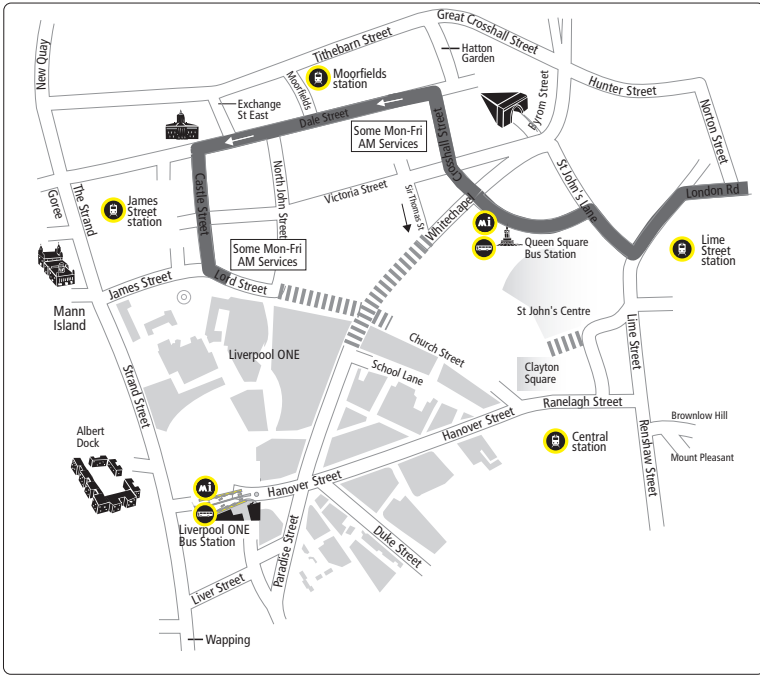 Great Crosshall Street
Tithebarn Street
New Quay
Hatton
Garden
Moorfields
station
Moorfields
Hunter Street
Byrom Street
Norton Street
Exchange
St East
Dale Street
Some Mon-Fri
AM Services
Crosshall Street
St John's Lane
London Rd
Goree
The Strand
James
Street
station
Castle Street
North John Street
Victoria Street
Sir Thomas St
Whitechapel
Mi
Queen Square
Bus Station
Lime
Street
station
Some Mon-Fri
AM Services
Mann
Island
James Street
Lord Street
St John's Centre
Lime Street
Liverpool ONE
Church Street
School Lane
Clayton
Square
Strand Street
Ranelagh Street
Hanover Street
Brownlow Hill
Mount Pleasant
Renshaw Street
Central
station
Albert
Dock
Mi
Hanover Street
Liverpool ONE
Bus Station
Paradise Street
Duke Street
Liver Street
Wapping